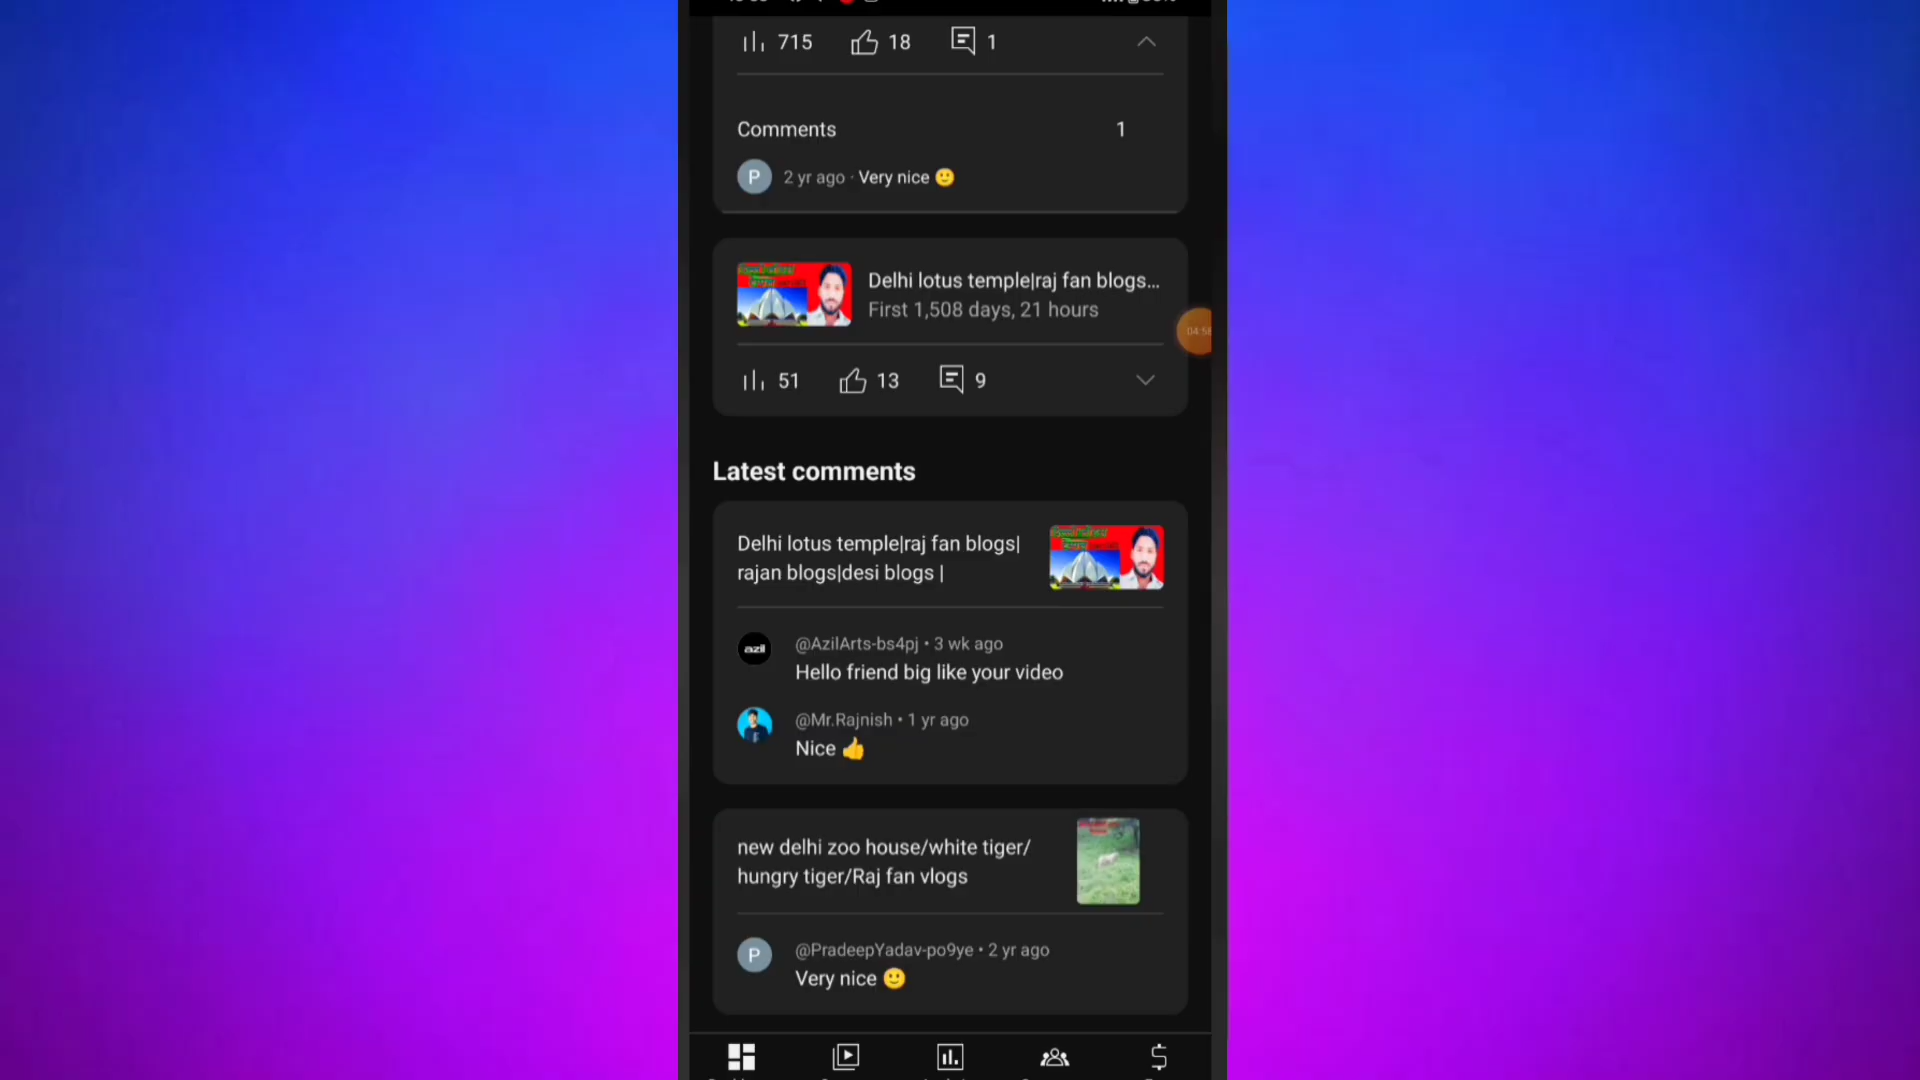 715 18 1
Comments 1
P 2 yr ago · Very nice 🙂
Delhi lotus temple|raj fan blogs...
First 1,508 days, 21 hours
51 13 9
Latest comments
Delhi lotus temple|raj fan blogs|
rajan blogs|desi blogs |
azil @AzilArts-bs4pj • 3 wk ago
Hello friend big like your video
@Mr.Rajnish • 1 yr ago
Nice 👍
new delhi zoo house/white tiger/
hungry tiger/Raj fan vlogs
P @PradeepYadav-po9ye • 2 yr ago
Very nice 🙂